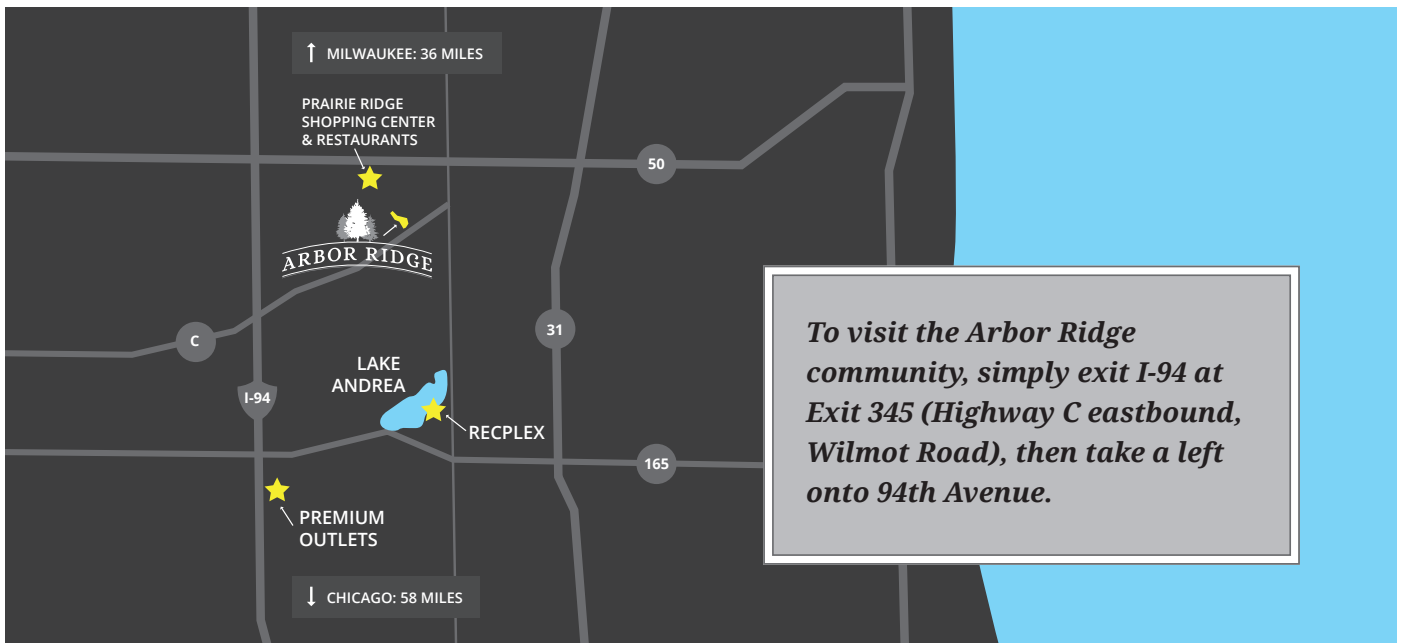 MILWAUKEE: 36 MILES
PRAIRIE RIDGE
SHOPPING CENTER
& RESTAURANTS
50
ARBOR RIDGE
C
31
LAKE
ANDREA
I-94
RECPLEX
165
PREMIUM
OUTLETS
CHICAGO: 58 MILES
To visit the Arbor Ridge
community, simply exit I-94 at
Exit 345 (Highway C eastbound,
Wilmot Road), then take a left
onto 94th Avenue.